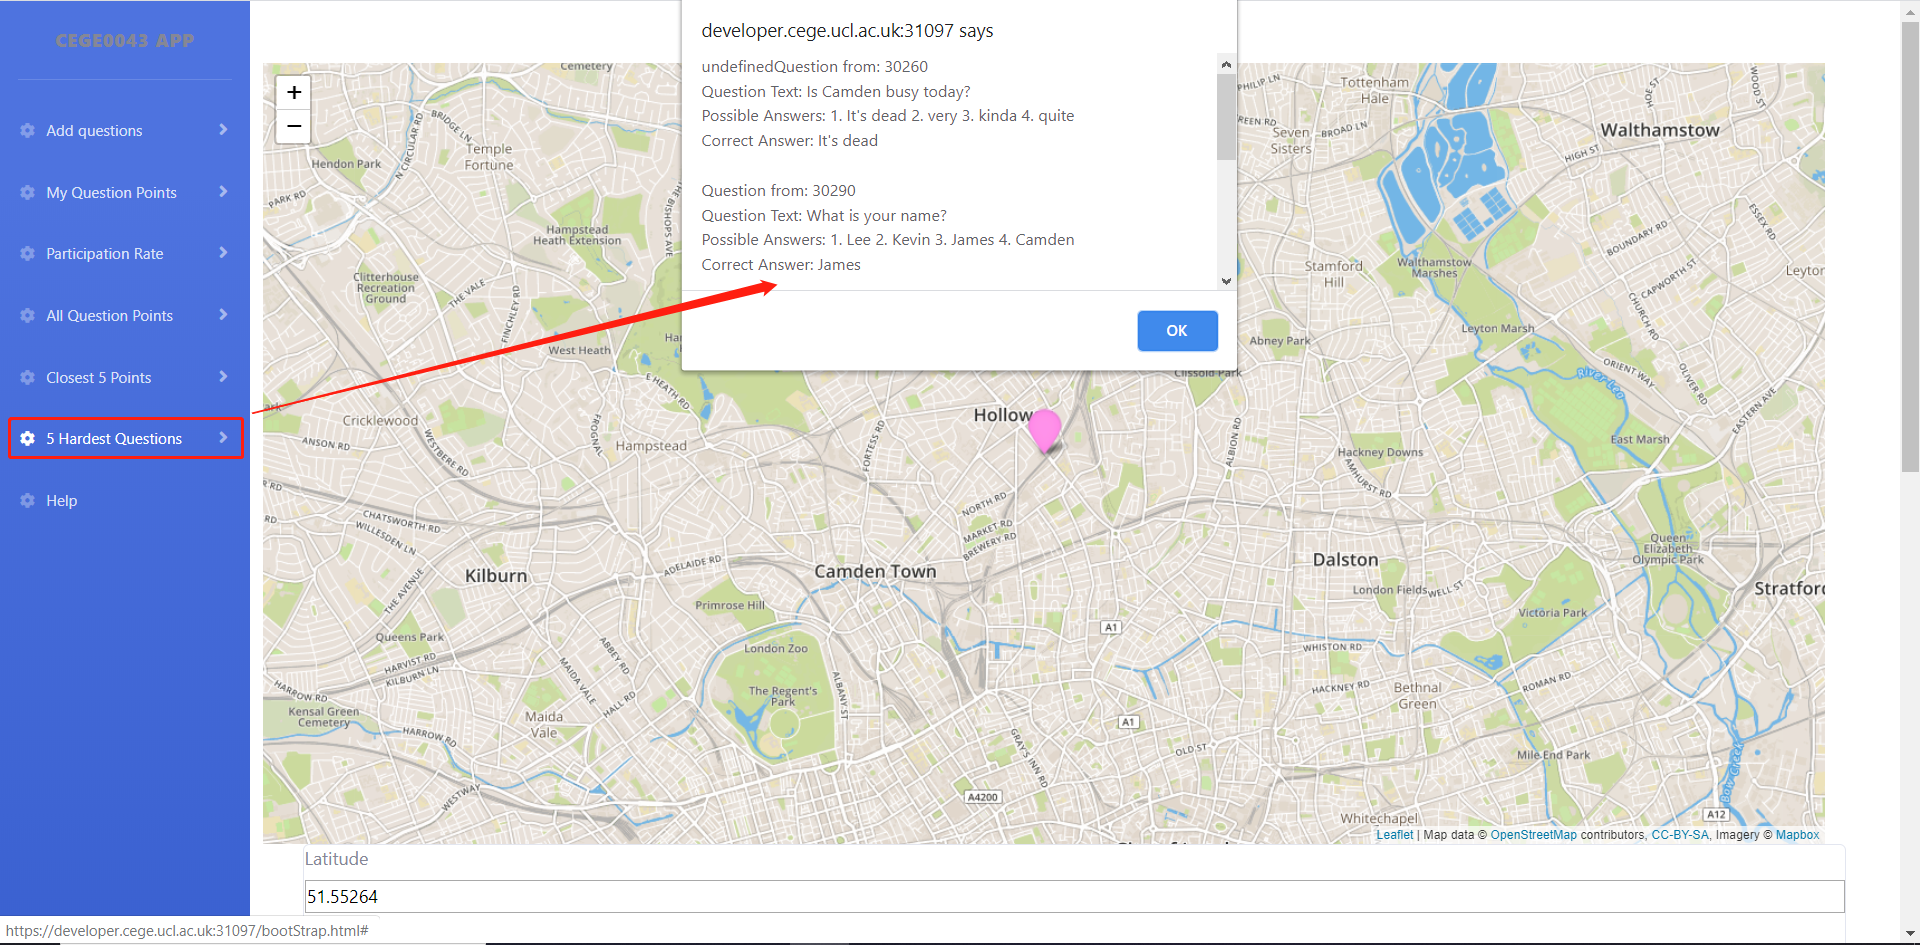 CEGE0043 APP
Add questions
My Question Points
Participation Rate
All Question Points
Closest 5 Points
5 Hardest Questions
Help
developer.cege.ucl.ac.uk:31097 says
undefinedQuestion from: 30260
Question Text: Is Camden busy today?
Possible Answers: 1. It's dead 2. very 3. kinda 4. quite
Correct Answer: It's dead
Question from: 30290
Question Text: What is your name?
Possible Answers: 1. Lee 2. Kevin 3. James 4. Camden
Correct Answer: James
OK
+
−
Cemetery
N CIRCULAR RD
BRIDGE LN
Temple
Fortune
Hendon Park
PARK RD
BISHOPS AVE
Hampstead
Heath Extension
Clitterhouse
Recreation
Ground
THE VALE
FINCHLEY RD
West Heath
E HEATH RD
Cricklewood
ANSON RD
WESTBERE RD
FROGNAL
Hampstead
FORTESS RD
CHATSWORTH RD
WILLESDEN LN
THE AVENUE
Kilburn
ADELAIDE RD
Camden Town
Primrose Hill
Queens Park
HARVIST RD
KILBURN LN
HARROW RD
Kensal Green
Cemetery
MAIDA VALE
ABBEY RD
HALL RD
Maida
Vale
HARROW RD
WESTWAY
London Zoo
The Regent's
Park
ALBANY ST
NORTH RD
MARKET RD
BREWERY RD
Hollow
A1
A1
GRAY'S INN RD
A4200
OLD ST
PHILIP LN
Tottenham
Hale
Seven
Sisters
BROAD LN
REEN RD
HOE ST
WOOD ST
Walthamstow
HIGH ST
ESSEX RD
BOUNDARY RD
Walthamstow
Marshes
Stamford
Hill
Leyton
CAPWORTH ST
CHURCH RD
Leyton Marsh
ORIENT WAY
OLIVER RD
River Lea
EASTERN AVE
Abney Park
Clissold Park
ALBION RD
Hackney Downs
AMHURST RD
East Marsh
Dalston
London Fields
WELL ST
Queen
Elizabeth
Olympic Park
Stratford
Victoria Park
WHISTON RD
HACKNEY RD
Bethnal
Green
ROMAN RD
Mile End Park
Bow Creek
A12
Whitechapel
Leaflet | Map data © OpenStreetMap contributors, CC-BY-SA, Imagery © Mapbox
Latitude
51.55264
https://developer.cege.ucl.ac.uk:31097/bootStrap.html#